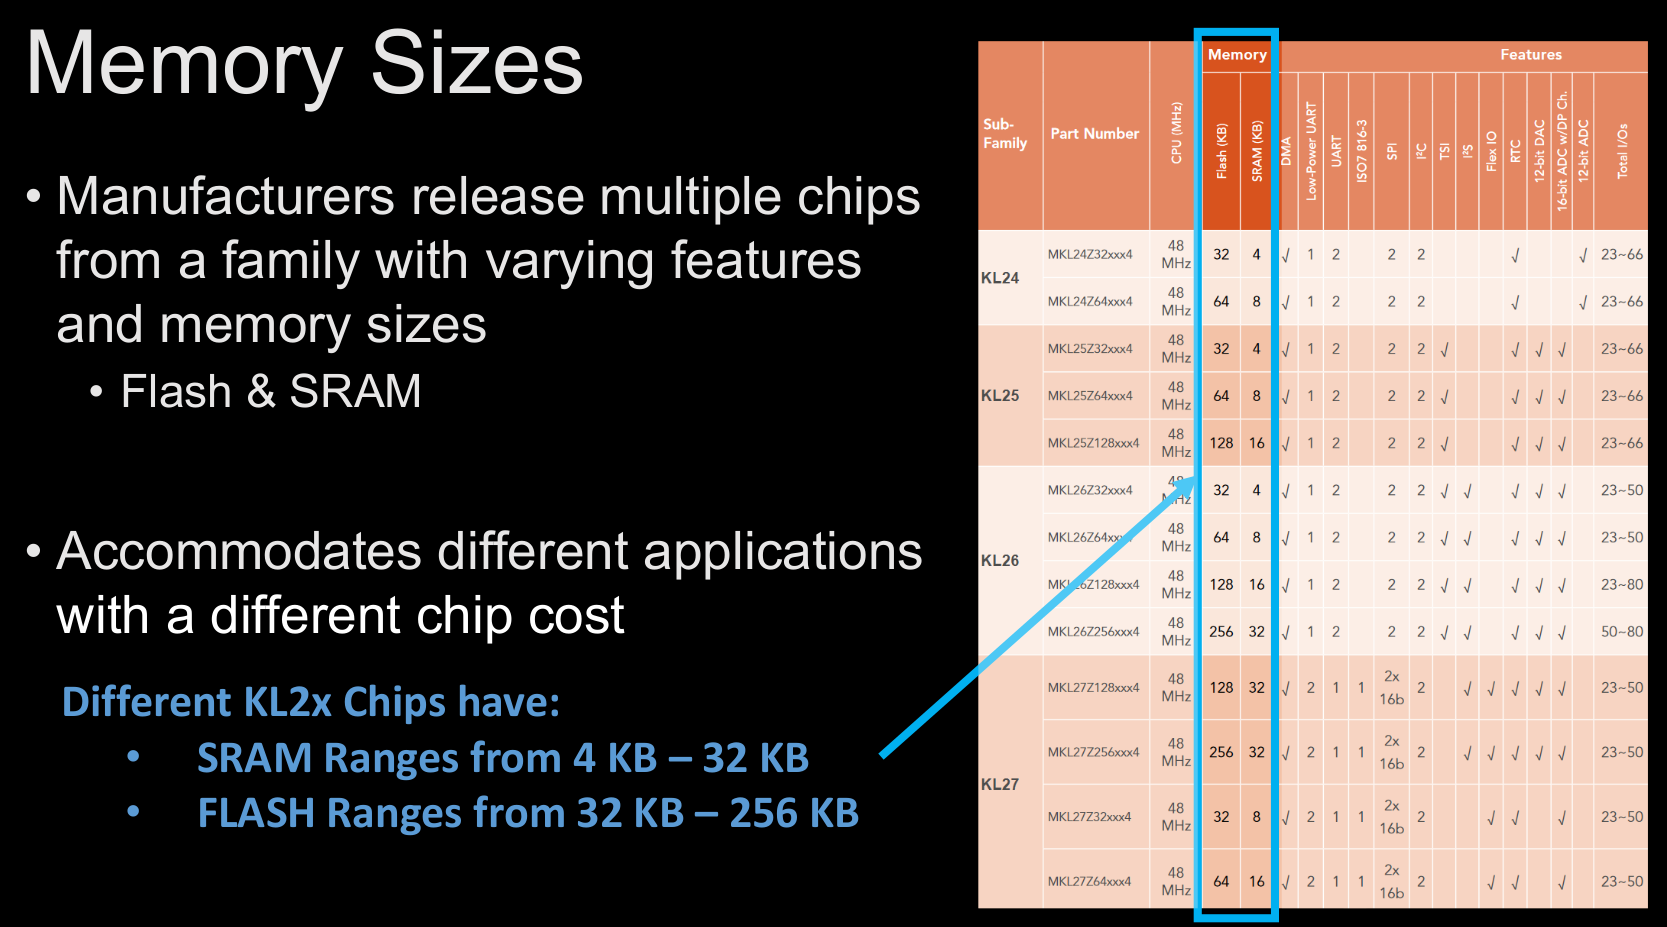 Memory Sizes
• Manufacturers release multiple chips
from a family with varying features
and memory sizes
• Flash & SRAM
• Accommodates different applications
with a different chip cost
Different KL2x Chips have:
• SRAM Ranges from 4 KB – 32 KB
• FLASH Ranges from 32 KB – 256 KB
Memory Features
Sub-Family Part Number CPU (MHz) Flash (KB) SRAM (KB) DMA Low-Power UART UART ISO7 816-3 SPI I²C TSI I²S Flex IO RTC 12-bit DAC 16-bit ADC w/DP Ch. 12-bit ADC Total I/Os
KL24
MKL24Z32xxx4 48 MHz 32 4 √ 1 2 2 2 √ √ 23~66
MKL24Z64xxx4 48 MHz 64 8 √ 1 2 2 2 √ √ 23~66
KL25
MKL25Z32xxx4 48 MHz 32 4 √ 1 2 2 2 √ √ √ √ 23~66
MKL25Z64xxx4 48 MHz 64 8 √ 1 2 2 2 √ √ √ √ 23~66
MKL25Z128xxx4 48 MHz 128 16 √ 1 2 2 2 √ √ √ √ 23~66
KL26
MKL26Z32xxx4 48 MHz 32 4 √ 1 2 2 2 √ √ √ √ √ 23~50
MKL26Z64xxx4 48 MHz 64 8 √ 1 2 2 2 √ √ √ √ √ 23~50
MKL26Z128xxx4 48 MHz 128 16 √ 1 2 2 2 √ √ √ √ √ 23~80
MKL26Z256xxx4 48 MHz 256 32 √ 1 2 2 2 √ √ √ √ √ 50~80
KL27
MKL27Z128xxx4 48 MHz 128 32 √ 2 1 1 2x 16b 2 √ √ √ √ √ 23~50
MKL27Z256xxx4 48 MHz 256 32 √ 2 1 1 2x 16b 2 √ √ √ √ √ 23~50
MKL27Z32xxx4 48 MHz 32 8 √ 2 1 1 2x 16b 2 √ √ √ 23~50
MKL27Z64xxx4 48 MHz 64 16 √ 2 1 1 2x 16b 2 √ √ √ 23~50